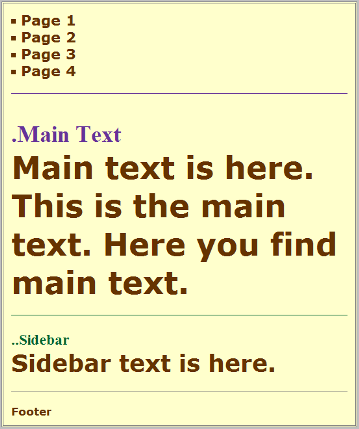 Page 1
Page 2
Page 3
Page 4
.Main Text
Main text is here.
This is the main
text. Here you find
main text.
..Sidebar
Sidebar text is here.
Footer